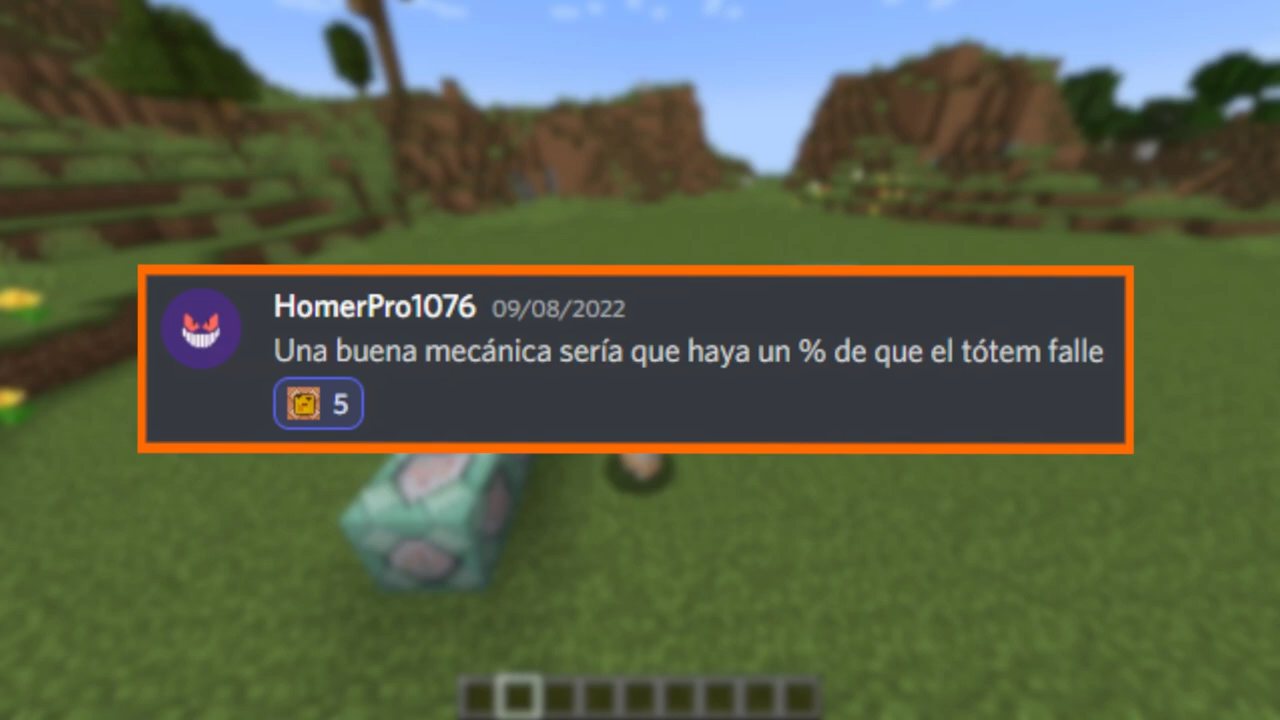 HomerPro1076 09/08/2022
Una buena mecánica sería que haya un % de que el tótem falle
5